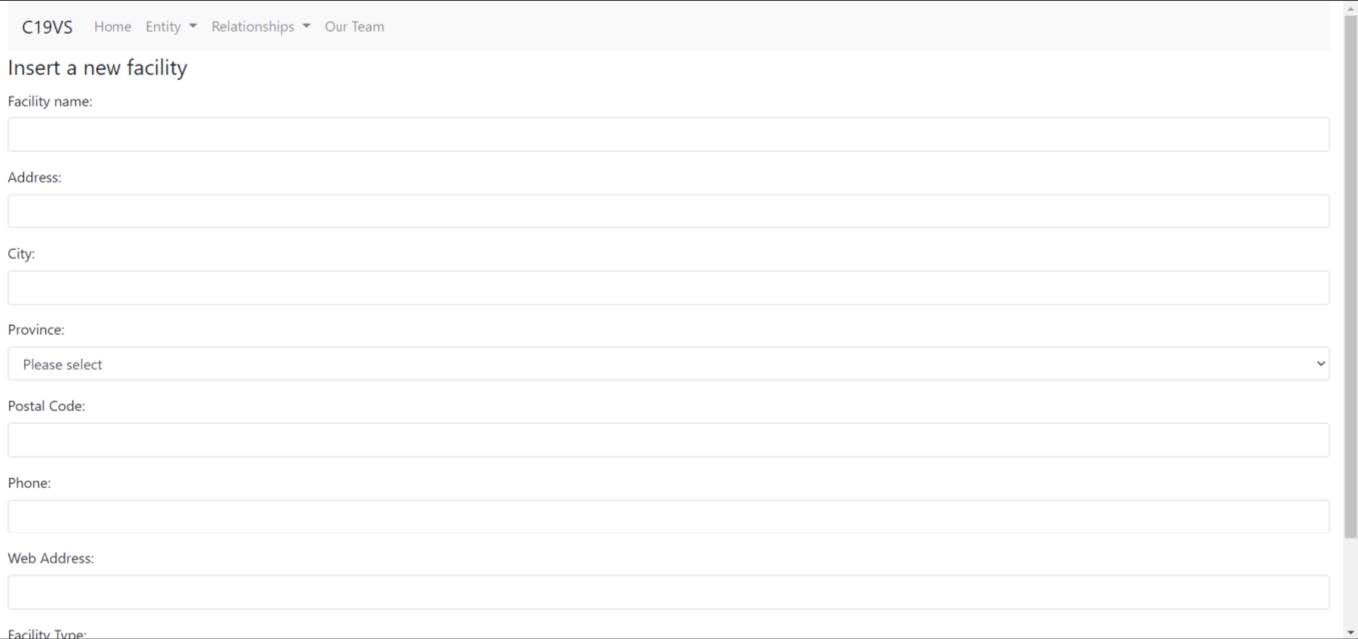 C19VS Home Entity Relationships Our Team
Insert a new facility
Facility name:
Address:
City:
Province:
Please select
Postal Code:
Phone:
Web Address:
Facility Type: